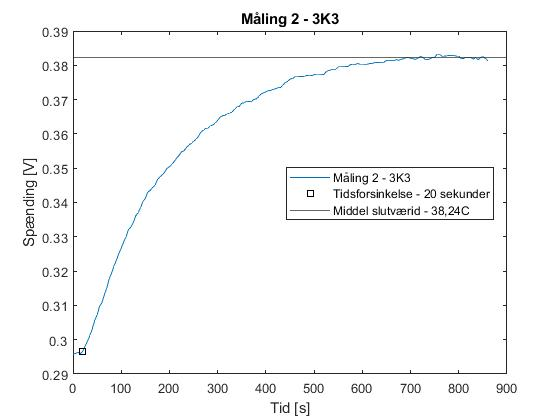 Måling 2 - 3K3
Spænding [V]
0.39
0.38
0.37
0.36
0.35
0.34
0.33
0.32
0.31
0.3
0.29
Måling 2 - 3K3
Tidsforsinkelse - 20 sekunder
Middel slutværid - 38,24C
0 100 200 300 400 500 600 700 800 900
Tid [s]